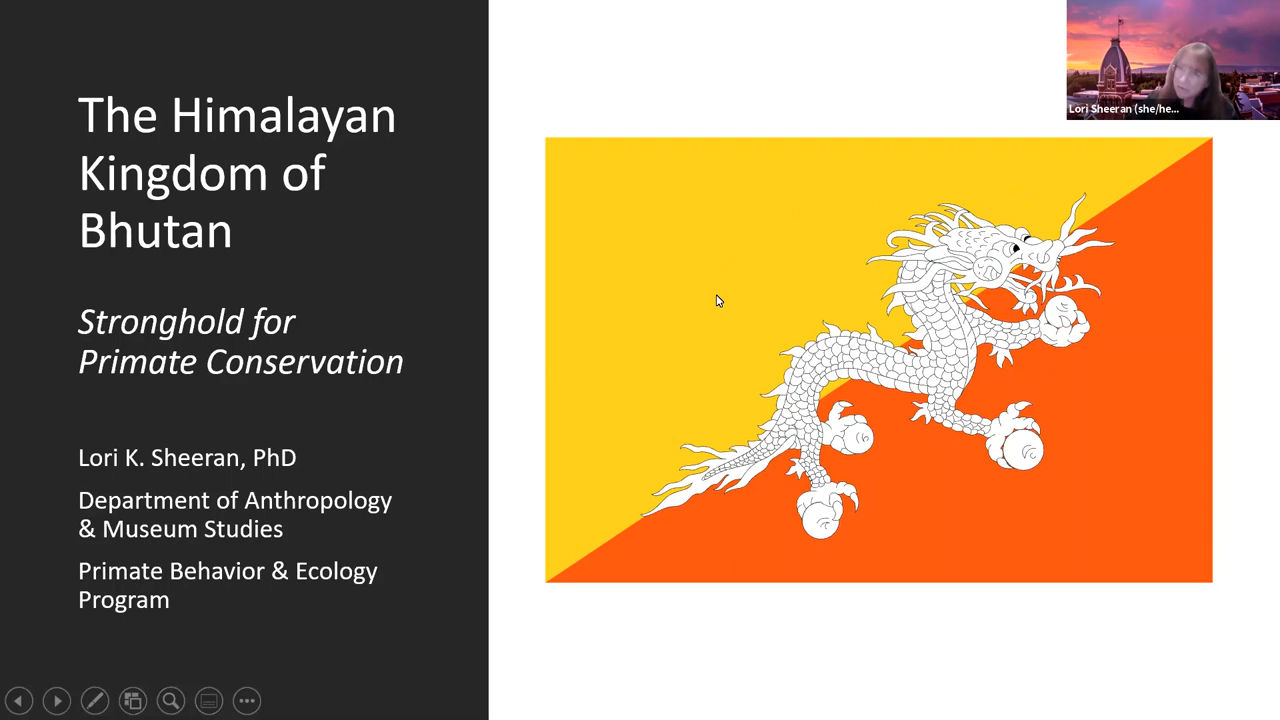 The Himalayan
Kingdom of
Bhutan
Stronghold for
Primate Conservation
Lori K. Sheeran, PhD
Department of Anthropology
& Museum Studies
Primate Behavior & Ecology
Program
Lori Sheeran (she/he...